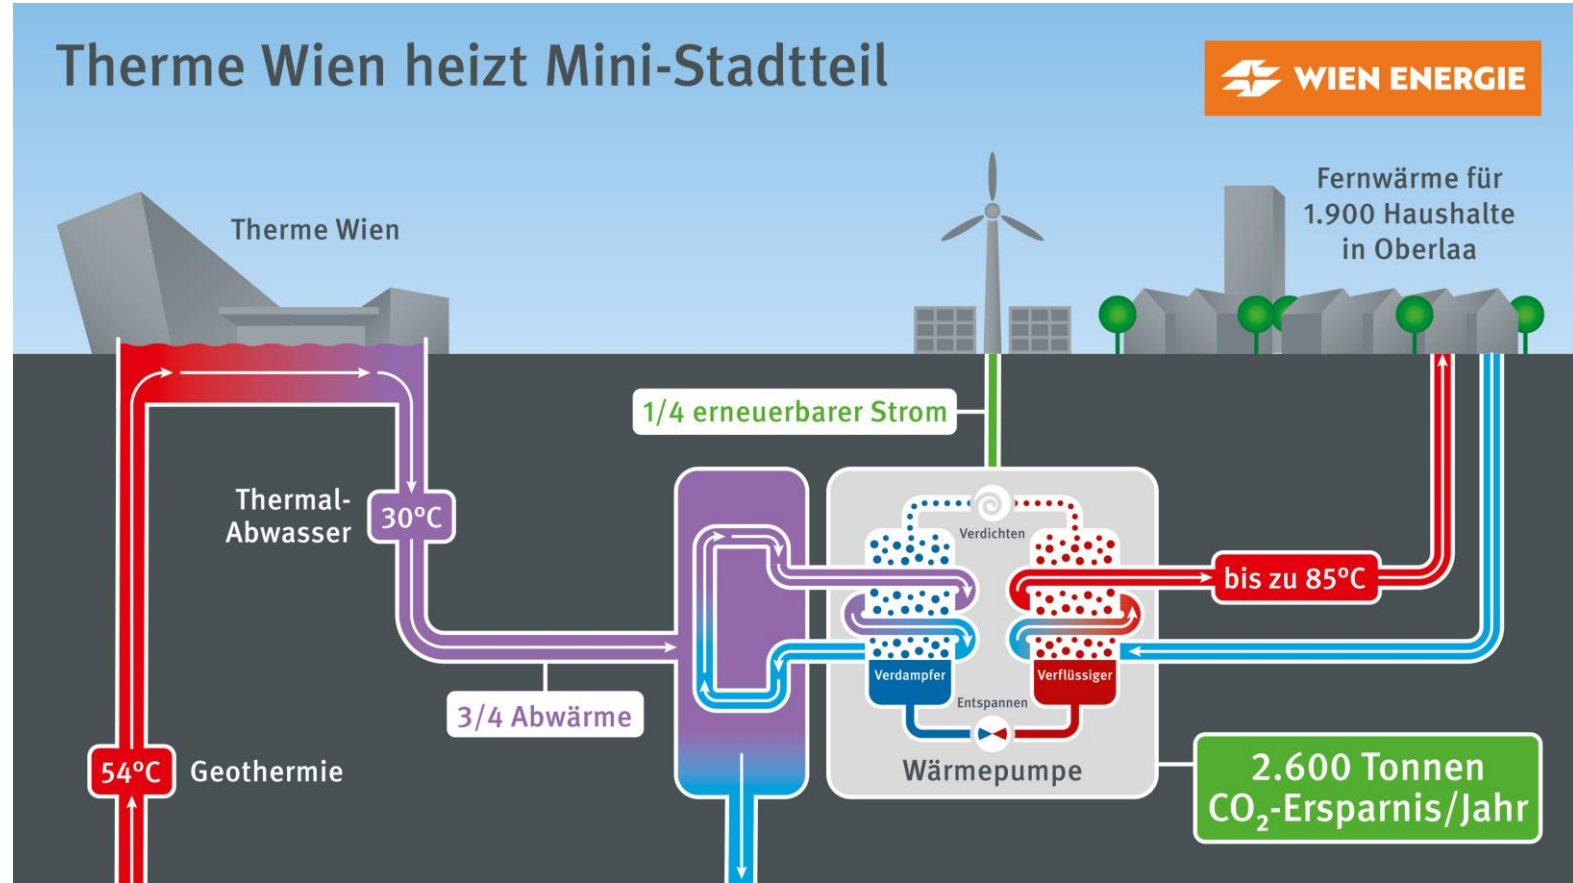 Therme Wien heizt Mini-Stadtteil
WIEN ENERGIE
Therme Wien
Fernwärme für
1.900 Haushalte
in Oberlaa
1/4 erneuerbarer Strom
Thermal-
Abwasser
30°C
Verdichten
bis zu 85°C
Verdampfer
Verflüssiger
3/4 Abwärme
Entspannen
54°C
Geothermie
Wärmepumpe
2.600 Tonnen
CO₂-Ersparnis/Jahr